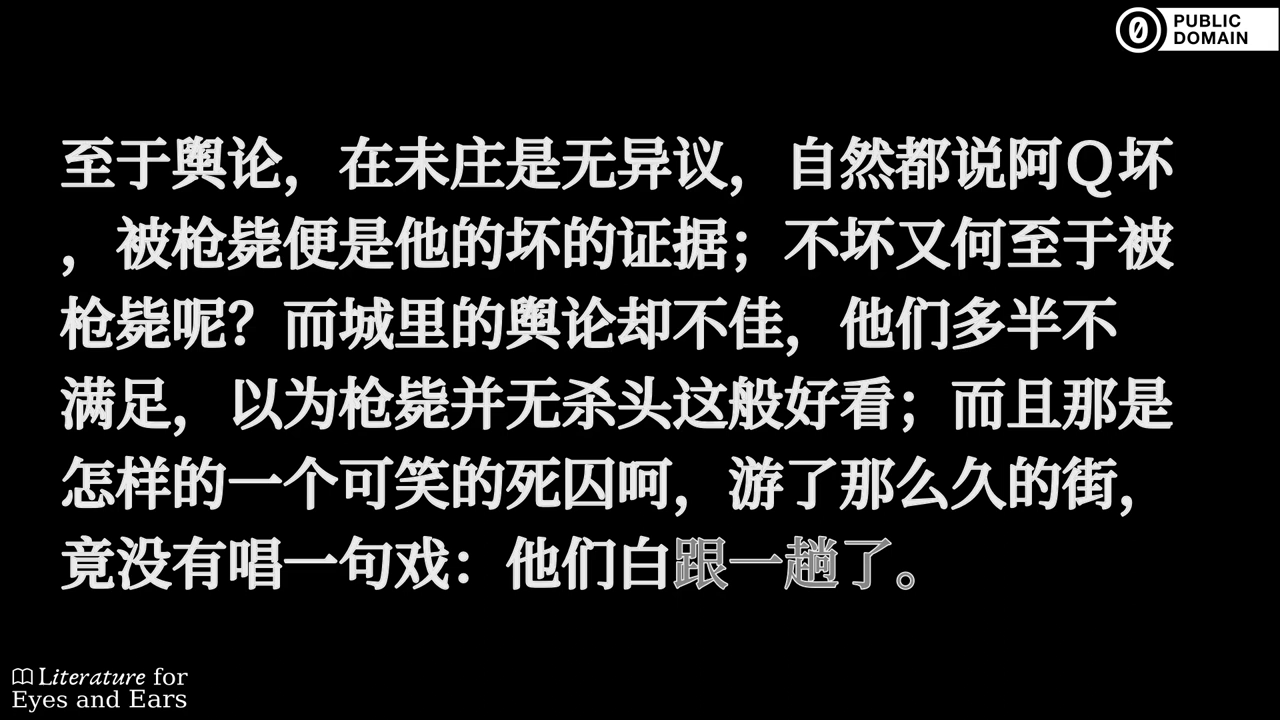 PUBLIC
DOMAIN
至于舆论，在未庄是无异议，自然都说阿Ｑ坏
，被枪毙便是他的坏的证据；不坏又何至于被
枪毙呢？而城里的舆论却不佳，他们多半不
满足，以为枪毙并无杀头这般好看；而且那是
怎样的一个可笑的死囚呵，游了那么久的街，
竟没有唱一句戏：他们白跟一趟了。
Literature for
Eyes and Ears